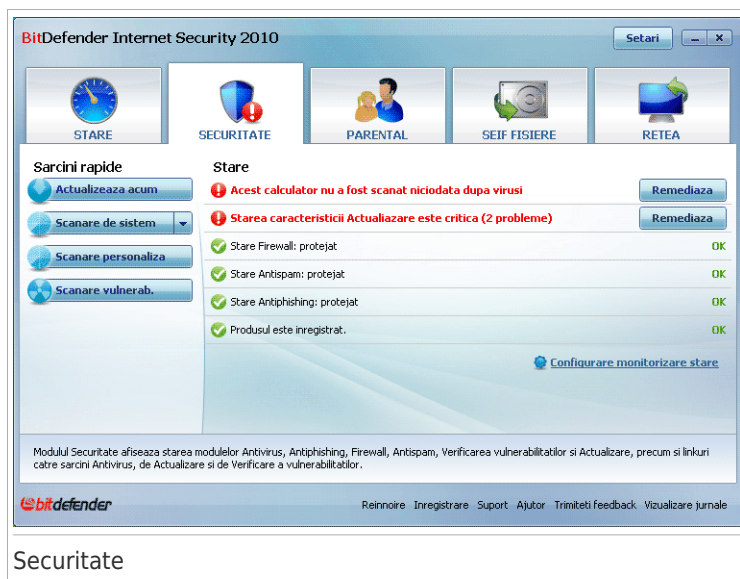 BitDefender Internet Security 2010
Setari
STARE
SECURITATE
PARENTAL
SEIF FISIERE
RETEA
Sarcini rapide
Actualizeaza acum
Scanare de sistem
Scanare personaliza
Scanare vulnerab.
Stare
Acest calculator nu a fost scanat niciodata dupa virusi
Remediaza
Starea caracteristicii Actualiazare este critica (2 probleme)
Remediaza
Stare Firewall: protejat
OK
Stare Antispam: protejat
OK
Stare Antiphishing: protejat
OK
Produsul este inregistrat.
OK
Configurare monitorizare stare
Modulul Securitate afiseaza starea modulelor Antivirus, Antiphishing, Firewall, Antispam, Verificarea vulnerabilitatilor si Actualizare, precum si linkuri
catre sarcini Antivirus, de Actualizare si de Verificare a vulnerabilitatilor.
bitdefender
Reinnoire Inregistrare Suport Ajutor Trimiteti feedback Vizualizare jurnale
Securitate